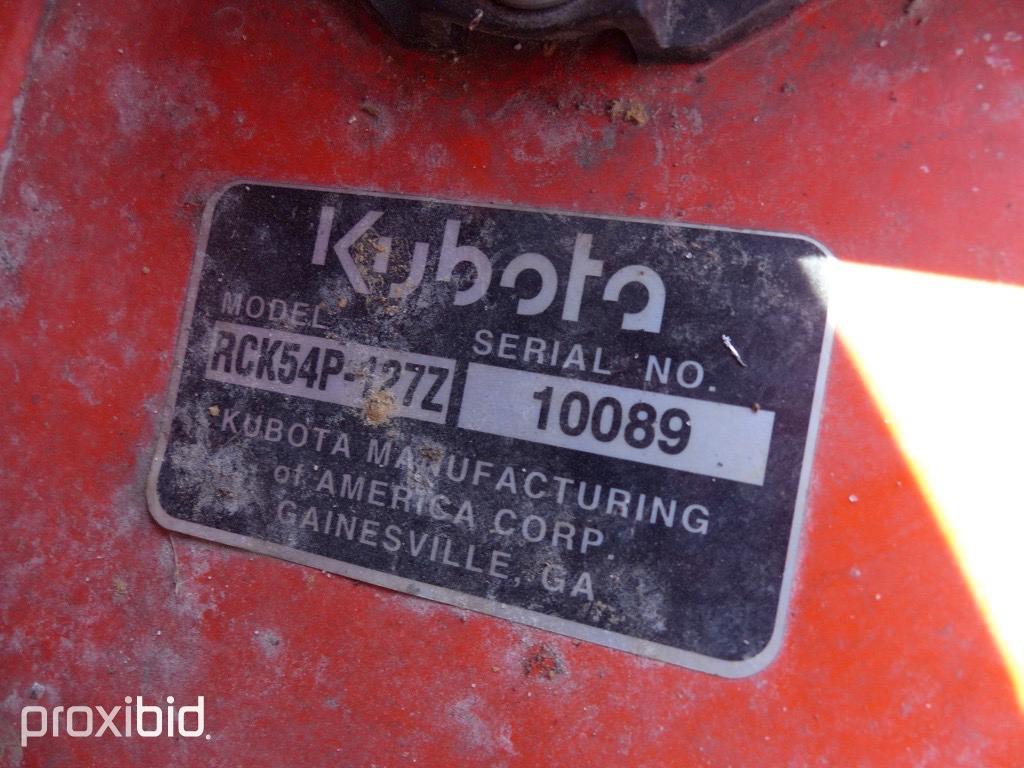 Kubota
MODEL
SERIAL NO.
RCK54P-127Z
10089
KUBOTA MANUFACTURING
of AMERICA CORP.
GAINESVILLE, GA
proxibid.